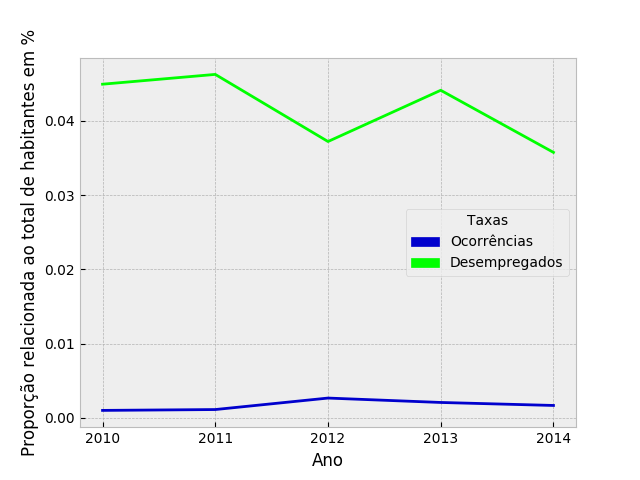 Proporção relacionada ao total de habitantes em %
0.04
0.03
0.02
0.01
0.00
Taxas
Ocorrências
Desempregados
2010 2011 2012 2013 2014
Ano